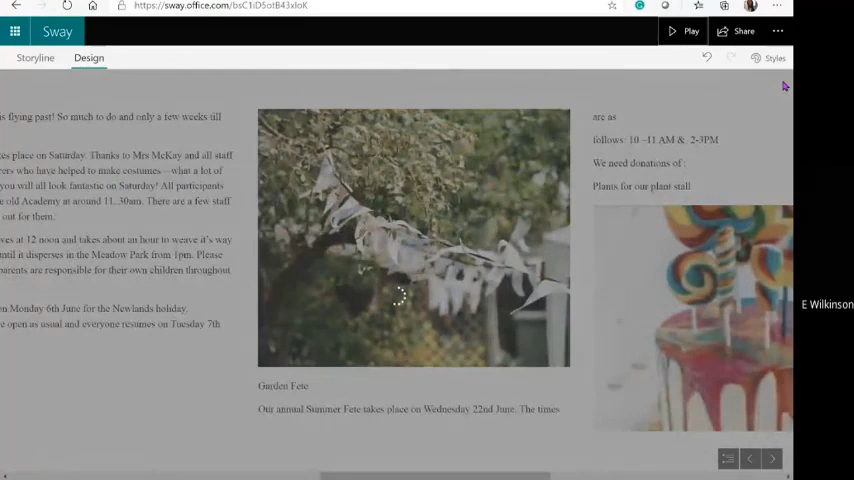 https://sway.office.com/bsC1iD5otB43xloK
Sway
Play
Share
Storyline
Design
Styles
is flying past! So much to do and only a few weeks till
kes place on Saturday. Thanks to Mrs McKay and all staff
rers who have helped to make costumes – what a lot of
you will all look fantastic on Saturday! All participants
e old Academy at around 11..30am. There are a few staff
out for them.
ves at 12 noon and takes about an hour to weave it's way
until it disperses in the Meadow Park from 1pm. Please
parents are responsible for their own children throughout
on Monday 6th June for the Newlands holiday.
e open as usual and everyone resumes on Tuesday 7th
Garden Fete
Our annual Summer Fete takes place on Wednesday 22nd June. The times
are as
follows: 10 –11 AM & 2-3PM
We need donations of :
Plants for our plant stall
E Wilkinson